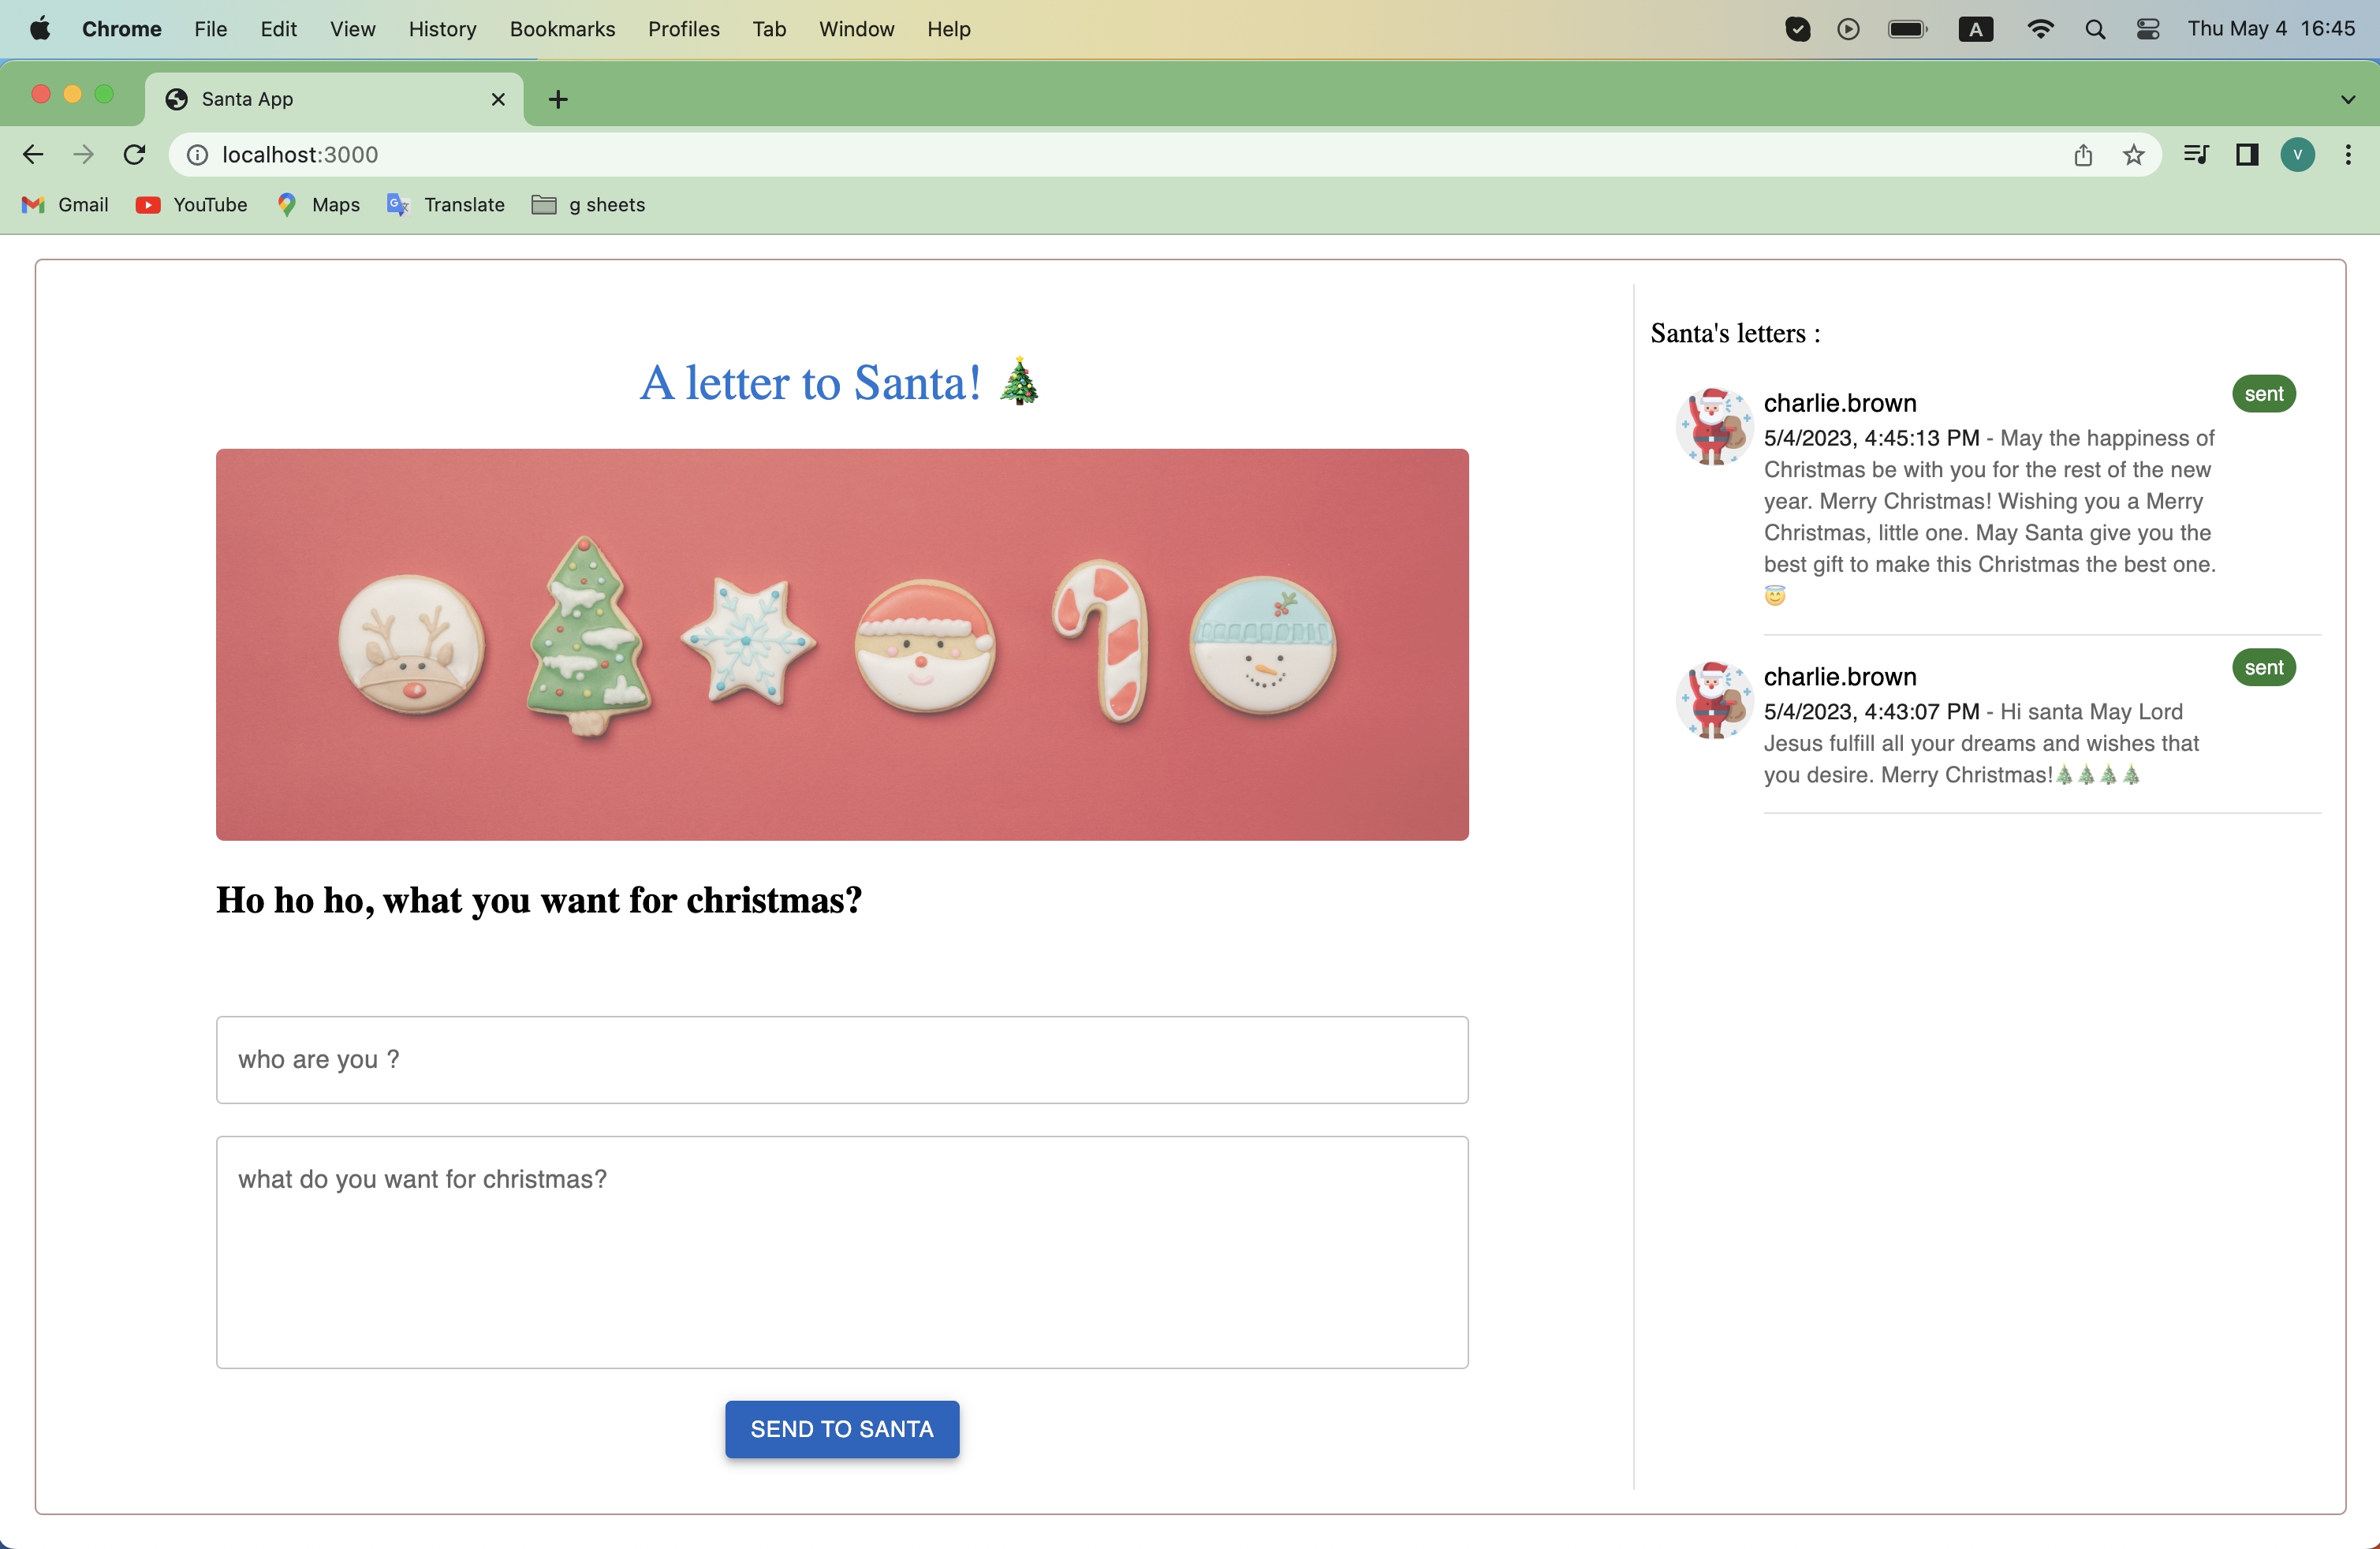 Chrome File Edit View History Bookmarks Profiles Tab Window Help A Thu May 4 16:45
Santa App
localhost:3000 V
Gmail YouTube Maps Translate g sheets
A letter to Santa! 🎄
Ho ho ho, what you want for christmas?
who are you ?
what do you want for christmas?
SEND TO SANTA
Santa's letters :
charlie.brown
sent
5/4/2023, 4:45:13 PM - May the happiness of
Christmas be with you for the rest of the new
year. Merry Christmas! Wishing you a Merry
Christmas, little one. May Santa give you the
best gift to make this Christmas the best one.
😇
charlie.brown
sent
5/4/2023, 4:43:07 PM - Hi santa May Lord
Jesus fulfill all your dreams and wishes that
you desire. Merry Christmas!🎄🎄🎄🎄